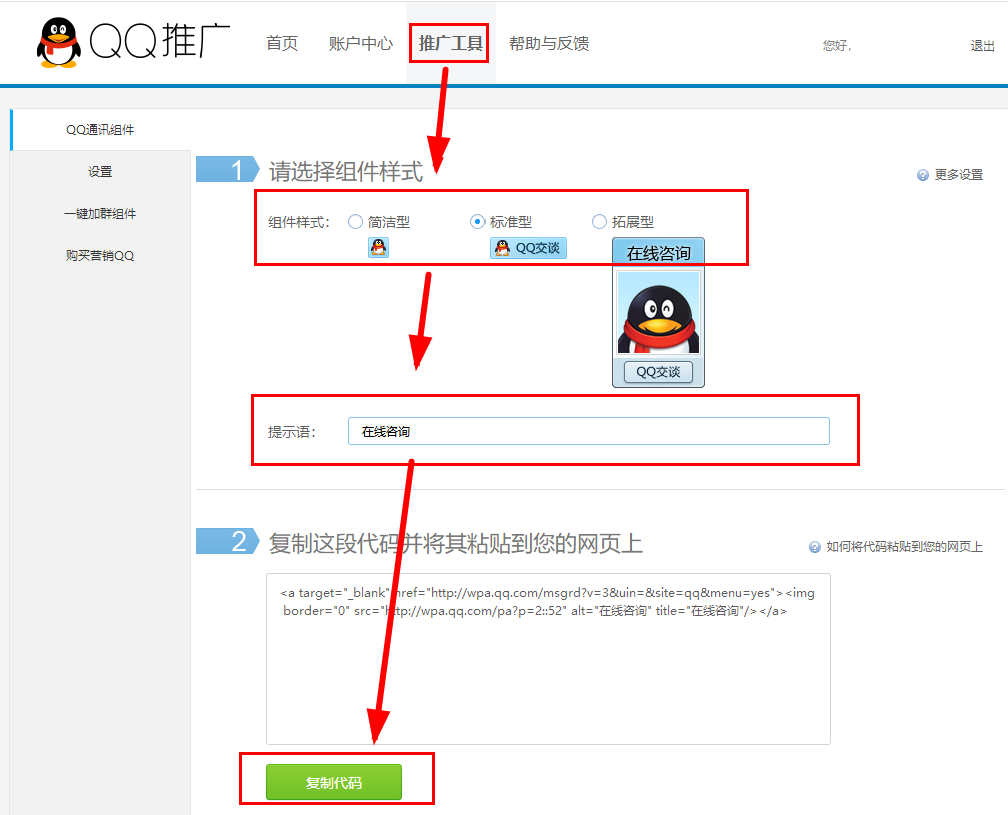 QQ推广 首页 账户中心 推广工具 帮助与反馈 您好, 退出
QQ通讯组件
设置
一键加群组件
购买营销QQ
1 请选择组件样式 更多设置
组件样式： 简洁型 标准型 拓展型
QQ交谈
在线咨询
QQ交谈
提示语： 在线咨询
2 复制这段代码并将其粘贴到您的网页上 如何将代码粘贴到您的网页上
<a target="_blank" href="http://wpa.qq.com/msgrd?v=3&uin=&site=qq&menu=yes"><img
border="0" src="http://wpa.qq.com/pa?p=2::52" alt="在线咨询" title="在线咨询"/></a>
复制代码